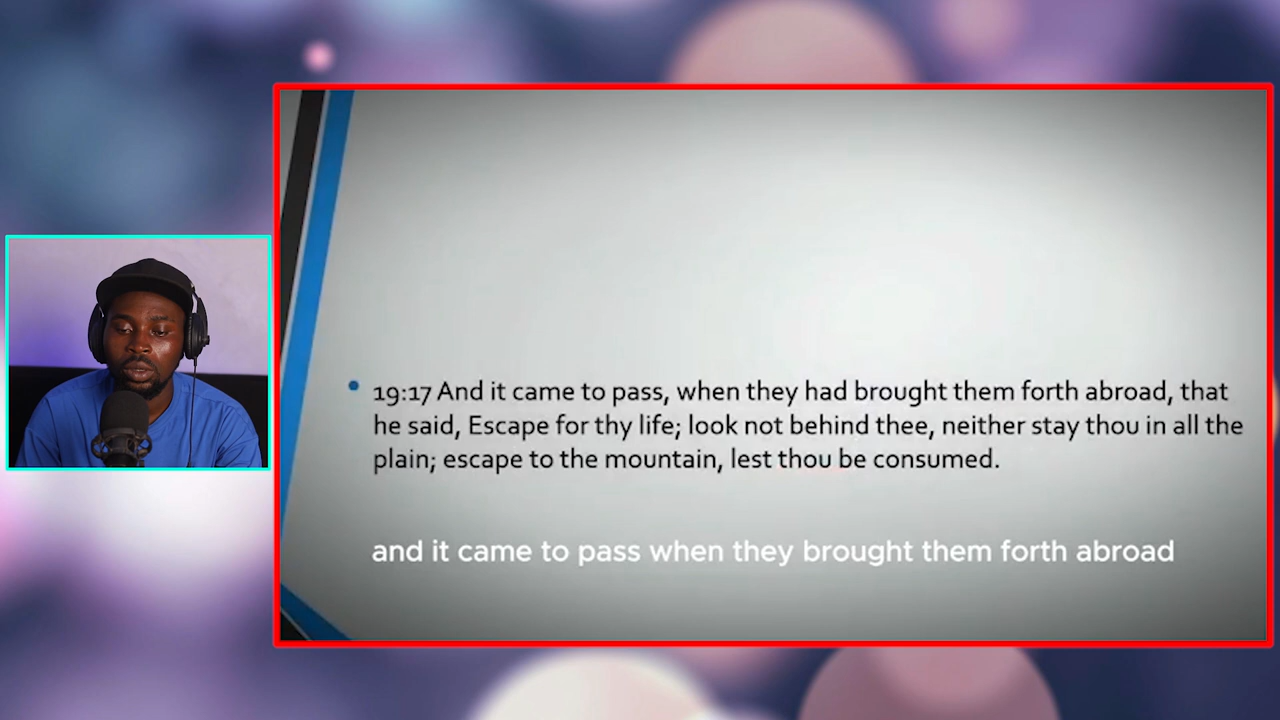 19:17 And it came to pass, when they had brought them forth abroad, that
he said, Escape for thy life; look not behind thee, neither stay thou in all the
plain; escape to the mountain, lest thou be consumed.
and it came to pass when they brought them forth abroad